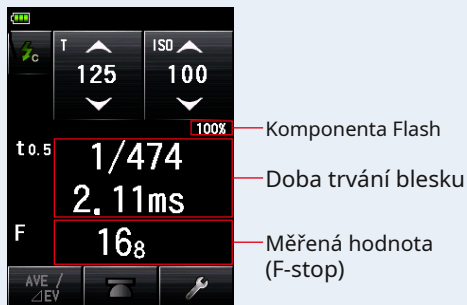 T
ISO
C
125
100
100%
Komponenta Flash
t0.5
1/474
2.11ms
Doba trvání blesku
F
168
Měřená hodnota
(F-stop)
AVE /
⊿EV